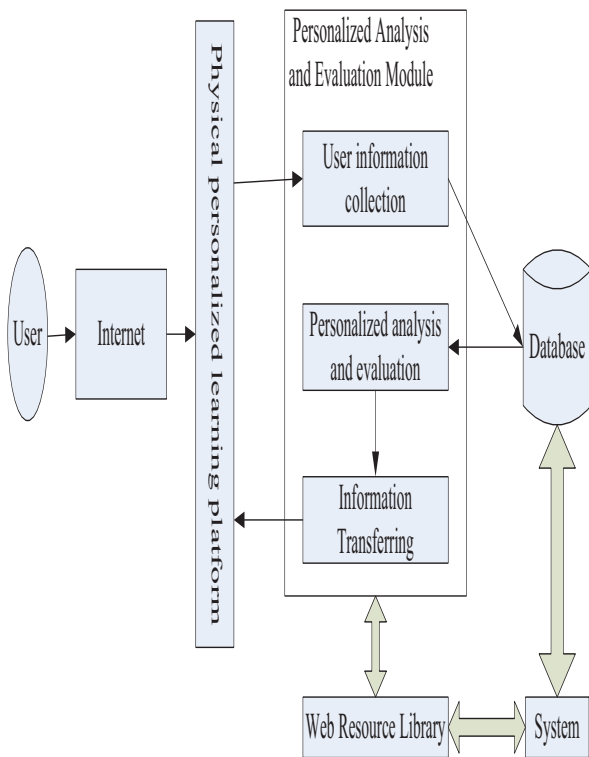 Personalized Analysis
and Evaluation Module
Physical personalized learning platform
User information
collection
User
Internet
Personalized analysis
and evaluation
Database
Information
Transferring
Web Resource Library
System